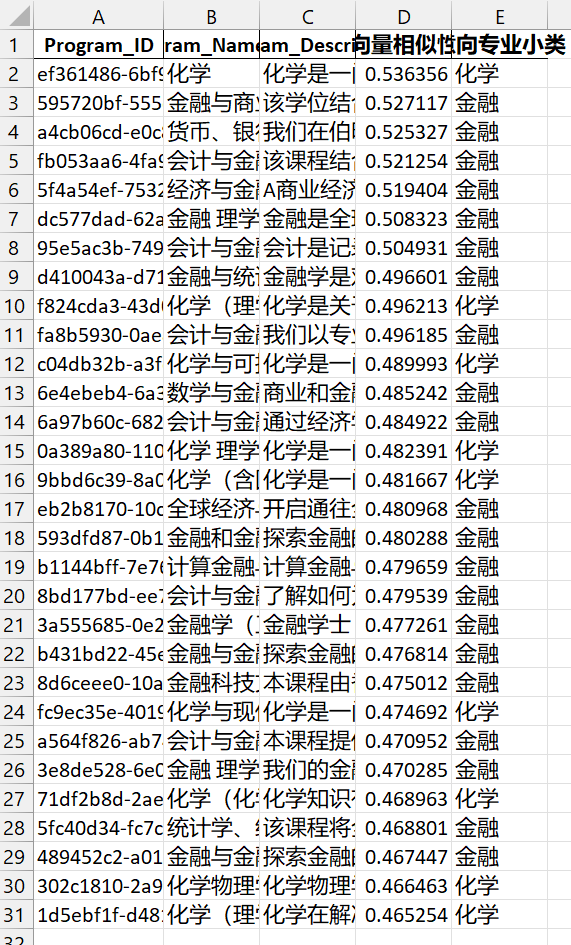 A B C D E
1 Program_ID ram_Name am_Descri 向量相似性 向专业小类
2 ef361486-6bf9 化学 化学是一 0.536356 化学
3 595720bf-555 金融与商 该学位结 0.527117 金融
4 a4cb06cd-e0c 货币、银 我们在伯 0.525327 金融
5 fb053aa6-4fa9 会计与金 该课程结 0.521254 金融
6 5f4a54ef-7532 经济与金 A商业经济 0.519404 金融
7 dc577dad-62a 金融 理学 金融是全 0.508323 金融
8 95e5ac3b-749 会计与金 会计是记 0.504931 金融
9 d410043a-d71 金融与统 金融学是 0.496601 金融
10 f824cda3-43d 化学（理 化学是关 0.496213 化学
11 fa8b5930-0ae 会计与金 我们以专 0.496185 金融
12 c04db32b-a3f 化学与可 化学是一 0.489993 化学
13 6e4ebeb4-6a3 数学与金 商业和金 0.485242 金融
14 6a97b60c-682 会计与金 通过经济 0.484922 金融
15 0a389a80-110 化学 理学 化学是一 0.482391 化学
16 9bbd6c39-8a0 化学（含 化学是一 0.481667 化学
17 eb2b8170-10c 全球经济 开启通往 0.480968 金融
18 593dfd87-0b1 金融和金 探索金融 0.480288 金融
19 b1144bff-7e76 计算金融 计算金融 0.479659 金融
20 8bd177bd-ee7 会计与金 了解如何 0.479539 金融
21 3a555685-0e2 金融学（ 金融学士 0.477261 金融
22 b431bd22-45e 金融与金 探索金融 0.476814 金融
23 8d6ceee0-10a 金融科技 本课程由 0.475012 金融
24 fc9ec35e-4019 化学与现 化学是一 0.474692 化学
25 a564f826-ab7 会计与金 本课程提 0.470952 金融
26 3e8de528-6e0 金融 理学 我们的金 0.470285 金融
27 71df2b8d-2ae 化学（化 化学知识 0.468963 化学
28 5fc40d34-fc7c 统计学、 该课程将 0.468801 金融
29 489452c2-a01 金融与金 探索金融 0.467447 金融
30 302c1810-2a9 化学物理 化学物理 0.466463 化学
31 1d5ebf1f-d48 化学（理 化学在解 0.465254 化学